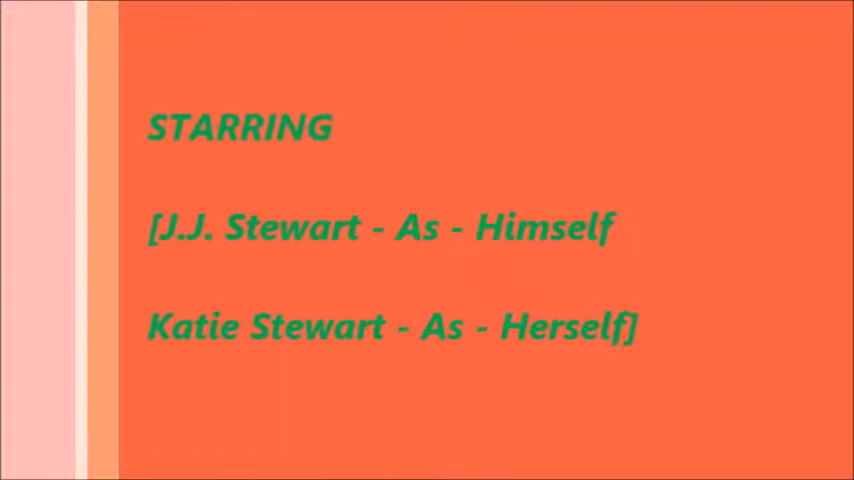 STARRING
[J.J. Stewart - As - Himself
Katie Stewart - As - Herself]